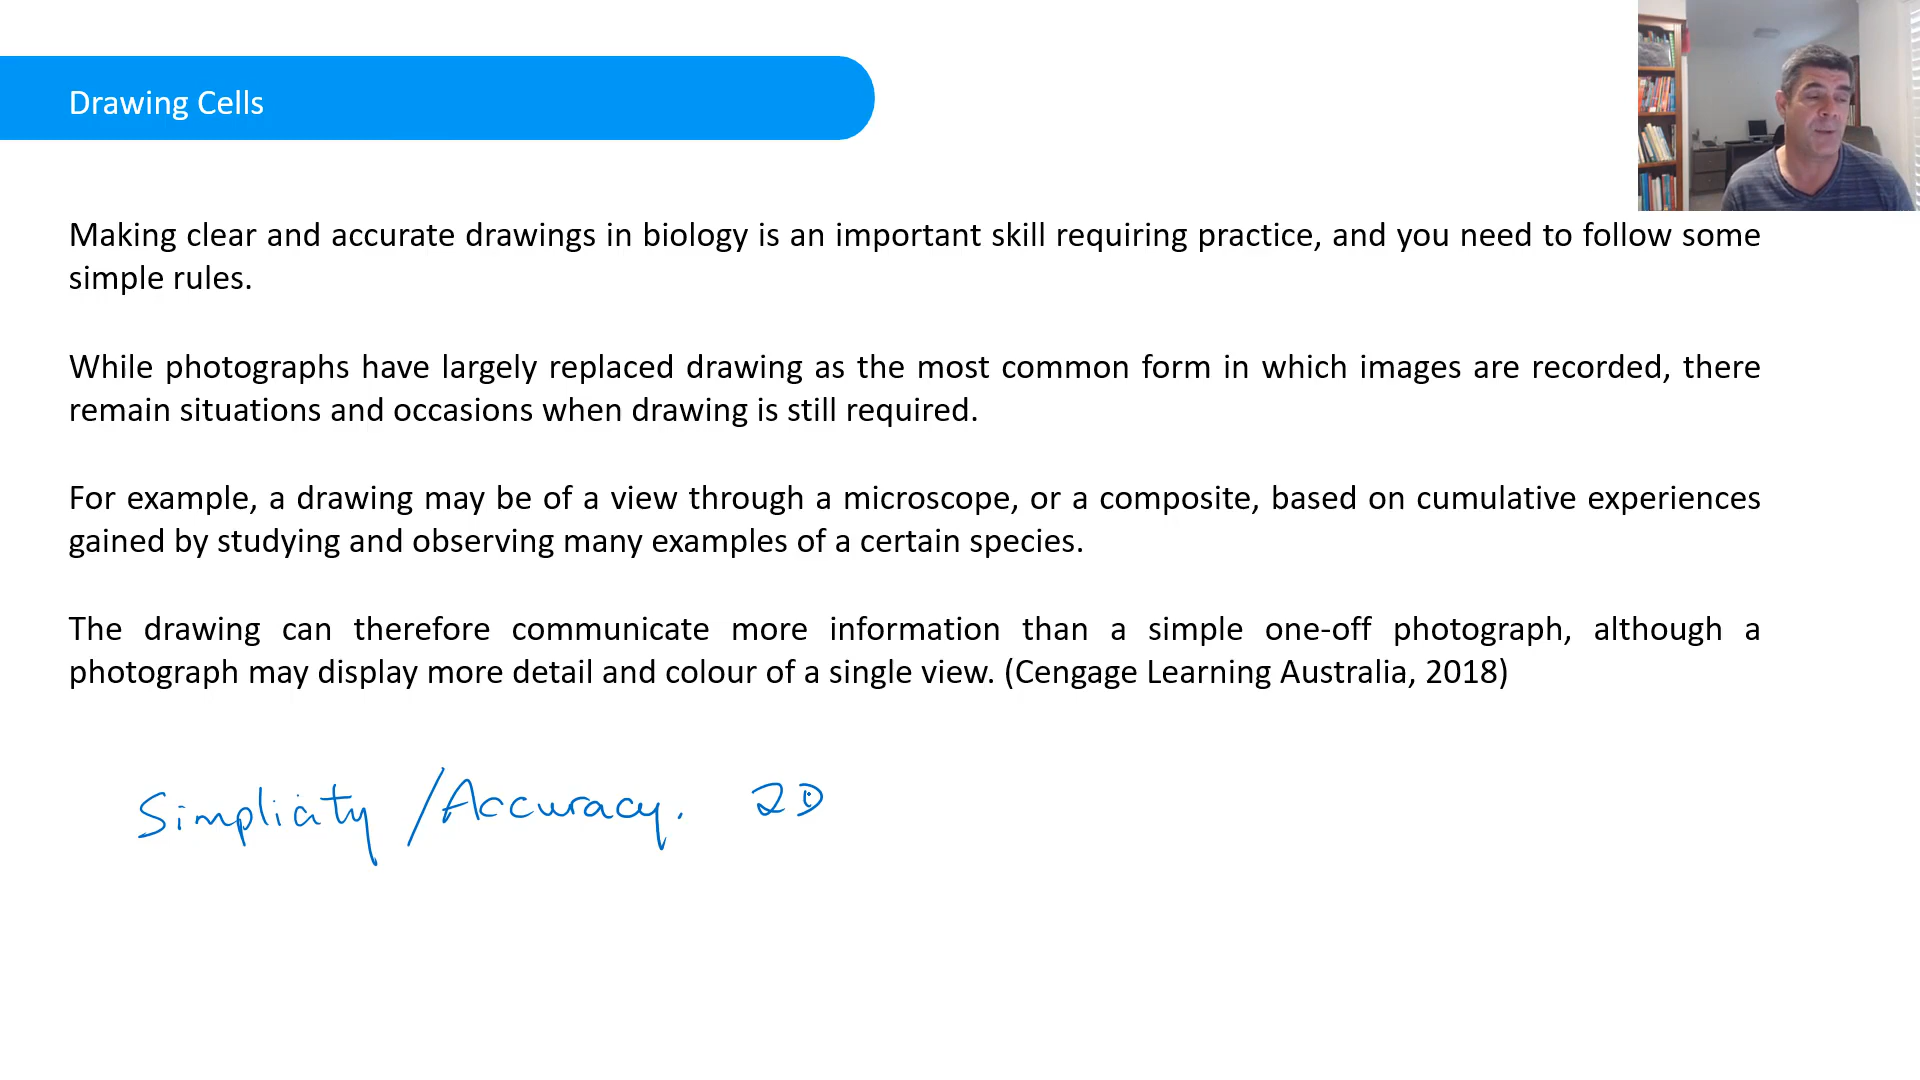 Drawing Cells
Making clear and accurate drawings in biology is an important skill requiring practice, and you need to follow some
simple rules.
While photographs have largely replaced drawing as the most common form in which images are recorded, there
remain situations and occasions when drawing is still required.
For example, a drawing may be of a view through a microscope, or a composite, based on cumulative experiences
gained by studying and observing many examples of a certain species.
The drawing can therefore communicate more information than a simple one-off photograph, although a
photograph may display more detail and colour of a single view. (Cengage Learning Australia, 2018)
Simplicity /Accuracy. 2D